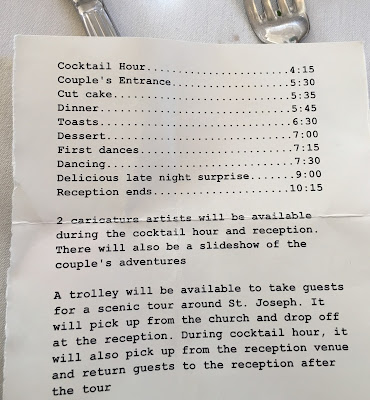 Cocktail Hour.......................4:15
Couple's Entrance...................5:30
Cut cake............................5:35
Dinner..............................5:45
Toasts..............................6:30
Dessert.............................7:00
First dances........................7:15
Dancing.............................7:30
Delicious late night surprise.......9:00
Reception ends.....................10:15
2 caricature artists will be available
during the cocktail hour and reception.
There will also be a slideshow of the
couple's adventures
A trolley will be available to take guests
for a scenic tour around St. Joseph. It
will pick up from the church and drop off
at the reception. During cocktail hour, it
will also pick up from the reception venue
and return guests to the reception after
the tour